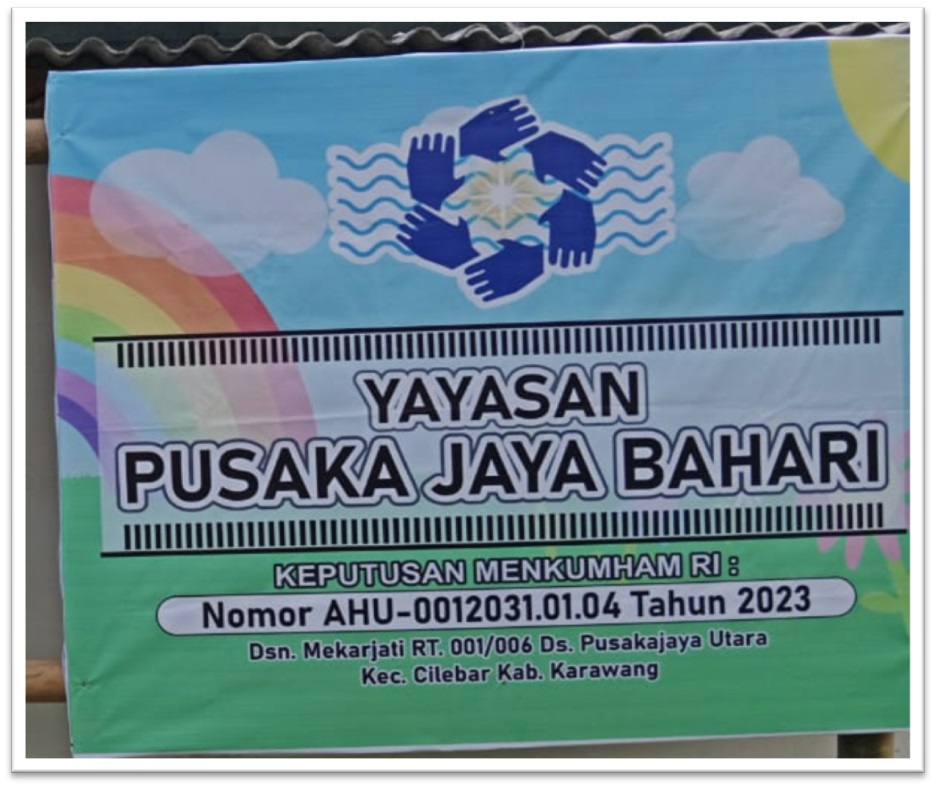 YAYASAN
PUSAKA JAYA BAHARI
KEPUTUSAN MENKUMHAM RI :
Nomor AHU-0012031.01.04 Tahun 2023
Dsn. Mekarjati RT. 001/006 Ds. Pusakajaya Utara
Kec. Cilebar Kab. Karawang